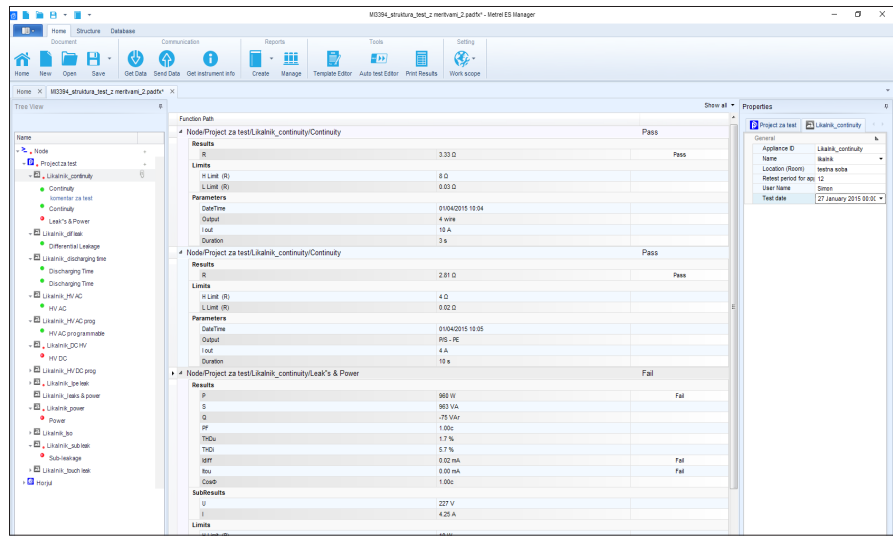 MI3394_struktura_test_z meritvami_2.padfx* - Metrel ES Manager
Home Structure Database
Document Communication Reports Tools Setting
Home New Open Save Get Data Send Data Get instrument info Create Manage Template Editor Auto test Editor Print Results Work scope
Home X MI3394_struktura_test_z meritvami_2.padfx* X
Tree View
Name
Node
Project za test
Likalnik_continuity
Continuity
komentar za test
Continuity
Leak"s & Power
Likalnik_dif leak
Differential Leakage
Likalnik_discharging time
Discharging Time
Discharging Time
Likalnik_HV AC
HV AC
Likalnik_HV AC prog
HV AC programmable
Likalnik_DC HV
HV DC
Likalnik_HV DC prog
Likalnik_Ipe leak
Likalnik_leaks & power
Likalnik_power
Power
Likalnik_Iso
Likalnik_sub leak
Sub-leakage
Likalnik_touch leak
Horjul
Show all
Function Path
Node/Project za test/Likalnik_continuity/Continuity Pass
Results
R 3.33 Ω Pass
Limits
H Limit (R) 8 Ω
L Limit (R) 0.03 Ω
Parameters
DateTime 01/04/2015 10:04
Output 4 wire
I out 10 A
Duration 3 s
Node/Project za test/Likalnik_continuity/Continuity Pass
Results
R 2.81 Ω Pass
Limits
H Limit (R) 4 Ω
L Limit (R) 0.02 Ω
Parameters
DateTime 01/04/2015 10:05
Output P/S - PE
I out 4 A
Duration 10 s
Node/Project za test/Likalnik_continuity/Leak"s & Power Fail
Results
P 960 W Fail
S 963 VA
Q -75 VAr
PF 1.00c
THDu 1.7 %
THDi 5.7 %
Idiff 0.02 mA Fail
Itou 0.00 mA Fail
CosΦ 1.00c
SubResults
U 227 V
I 4.25 A
Limits
Properties
Project za test Likalnik_continuity
General
Appliance ID Likalnik_continuity
Name likalnik
Location (Room) testna soba
Retest period for app 12
User Name Simon
Test date 27 January 2015 00:0